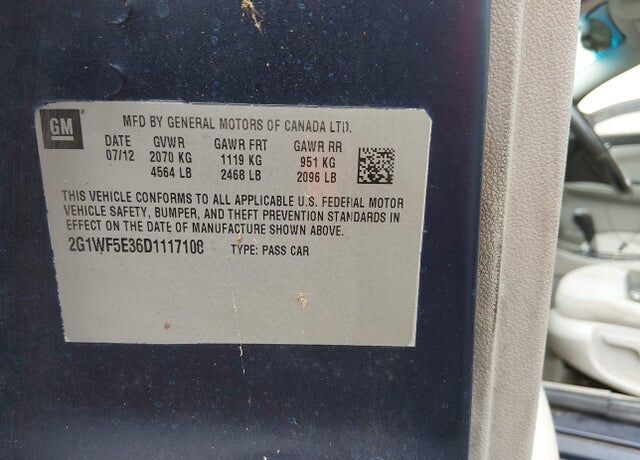 GM
MFD BY GENERAL MOTORS OF CANADA LTD.
DATE GVWR GAWR FRT GAWR RR
07/12 2070 KG 1119 KG 951 KG
4564 LB 2468 LB 2096 LB
THIS VEHICLE CONFORMS TO ALL APPLICABLE U.S. FEDERAL MOTOR
VEHICLE SAFETY, BUMPER, AND THEFT PREVENTION STANDARDS IN
EFFECT ON THE DATE OF MANUFACTURE SHOWN ABOVE.
2G1WF5E36D1117108 TYPE: PASS CAR